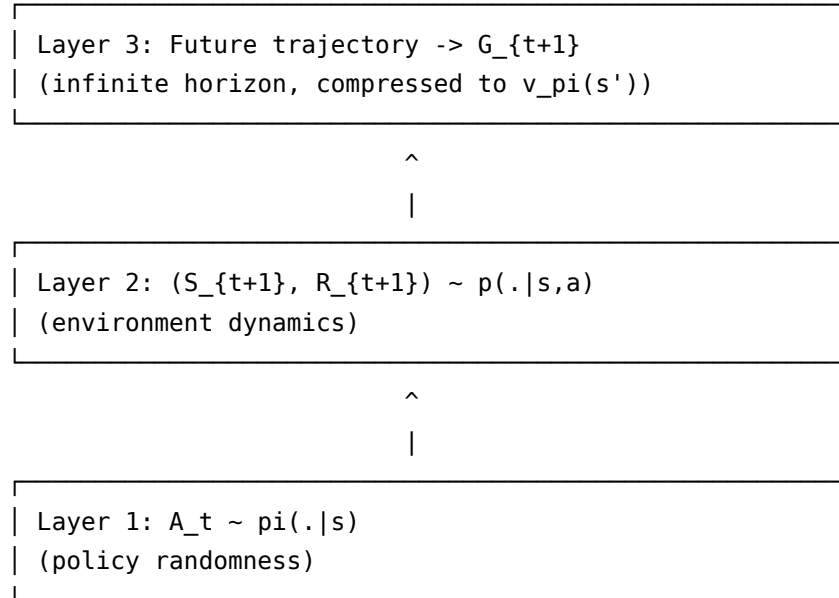 Layer 3: Future trajectory -> G_{t+1}
(infinite horizon, compressed to v_pi(s'))
^
|
Layer 2: (S_{t+1}, R_{t+1}) ~ p(.|s,a)
(environment dynamics)
^
|
Layer 1: A_t ~ pi(.|s)
(policy randomness)